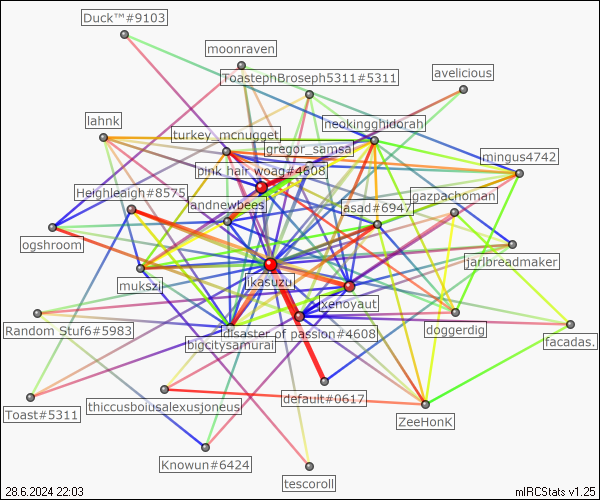 Duck™#9103
moonraven
ToastephBroseph5311#5311
avelicious
lahnk
neokingghidorah
turkey_mcnugget
gregor_samsa
mingus4742
pink hair woag#4608
Heighleigh#8575
gazpachoman
andnewbees
asad#6947
ogshroom
jarlbreadmaker
mukszi
ikasuzu
xenoyaut
Random Stuf6#5983
disaster of passion#4608
doggerdig
facadas.
bigcitysamurai
default#0617
thiccusboiusalexusjoneus
Toast#5311
ZeeHonK
Knowun#6424
tescoroll
28.6.2024 22:03
mIRCStats v1.25